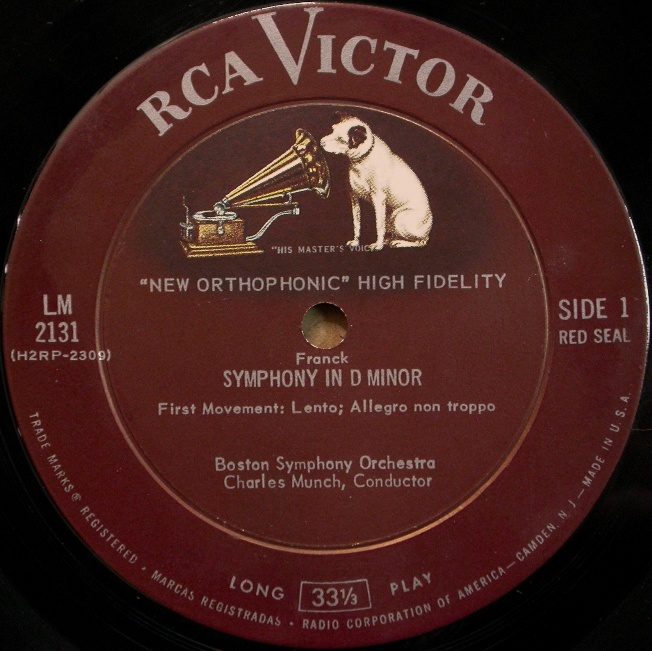 RCA VICTOR
"HIS MASTER'S VOICE"
"NEW ORTHOPHONIC" HIGH FIDELITY
LM
2131
(H2RP-2309)
SIDE 1
RED SEAL
Franck
SYMPHONY IN D MINOR
First Movement: Lento; Allegro non troppo
Boston Symphony Orchestra
Charles Munch, Conductor
LONG 33⅓ PLAY
TRADE MARKS ® REGISTERED • MARCAS REGISTRADAS • RADIO CORPORATION OF AMERICA—CAMDEN, N. J.—MADE IN U.S.A.